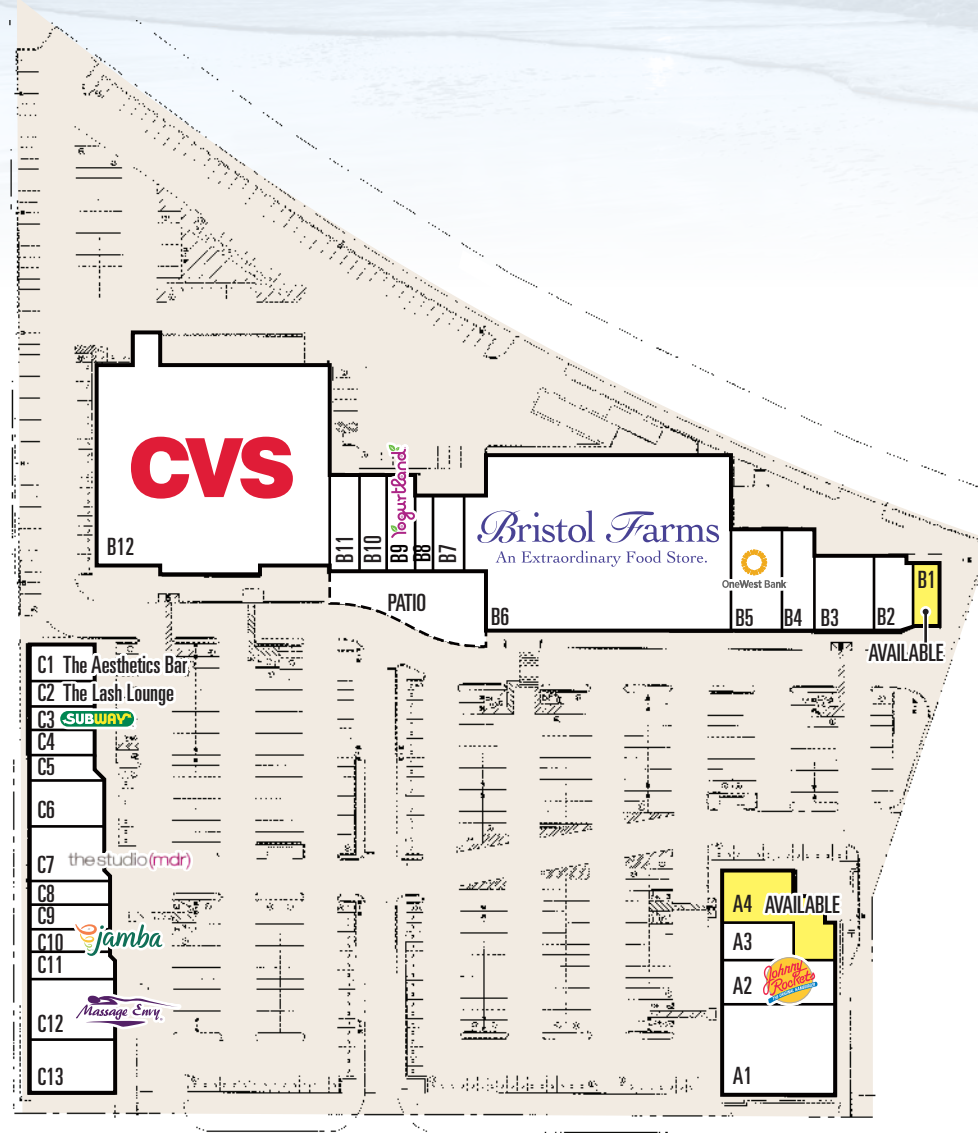 CVS
B12
B11
B10
B9
Yogurtland
B8
B7
Bristol Farms
An Extraordinary Food Store.
B6
OneWest Bank
B5
B4
B3
B2
B1
AVAILABLE
PATIO
C1 The Aesthetics Bar
C2 The Lash Lounge
C3 SUBWAY
C4
C5
C6
C7 thestudio(mdr)
C8
C9
C10 jamba
C11
C12 Massage Envy
C13
A4 AVAILABLE
A3
A2 Johnny Rockets
A1